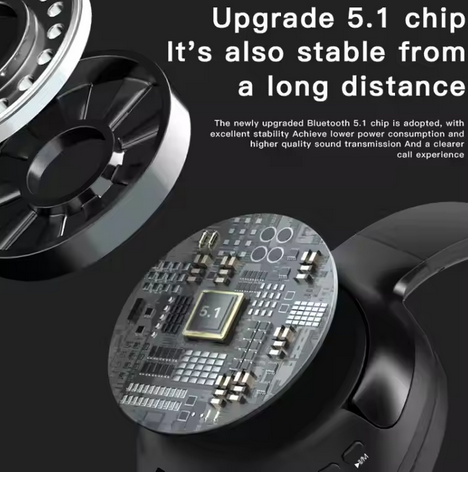 Upgrade 5.1 chip
It's also stable from
a long distance
The newly upgraded Bluetooth 5.1 chip is adopted, with
excellent stability Achieve lower power consumption and
higher quality sound transmission And a clearer
call experience
5.1